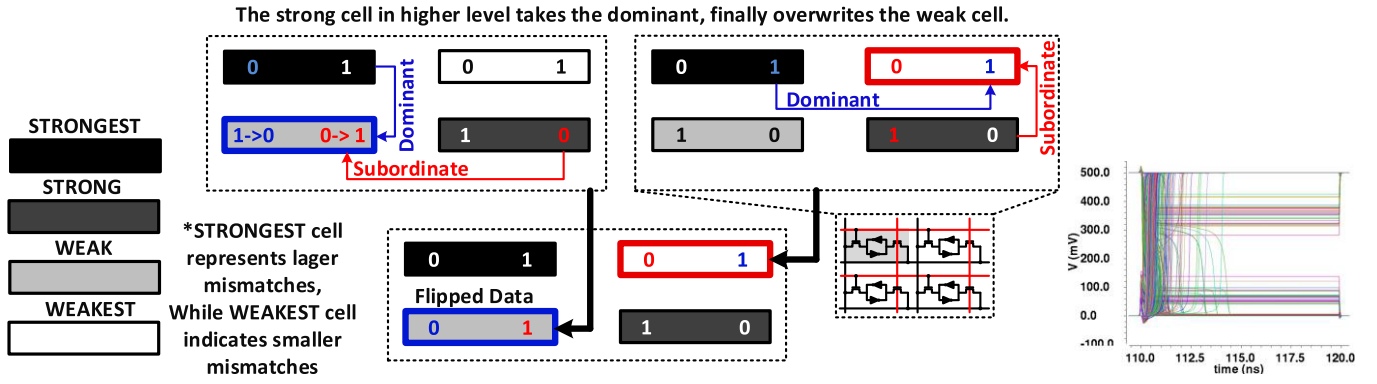 The strong cell in higher level takes the dominant, finally overwrites the weak cell.
STRONGEST
STRONG
WEAK
WEAKEST
*STRONGEST cell
represents lager
mismatches,
While WEAKEST cell
indicates smaller
mismatches
0 1
0 1
Dominant
1->0 0->1
1 0
Subordinate
0 1
0 1
Dominant
Subordinate
1 0
1 0
0 1
0 1
Flipped Data
0 1
1 0
V (mV)
500.0
400.0
300.0
200.0
100.0
0.0
-100.0
110.0 112.5 115.0 117.5 120.0
time (ns)